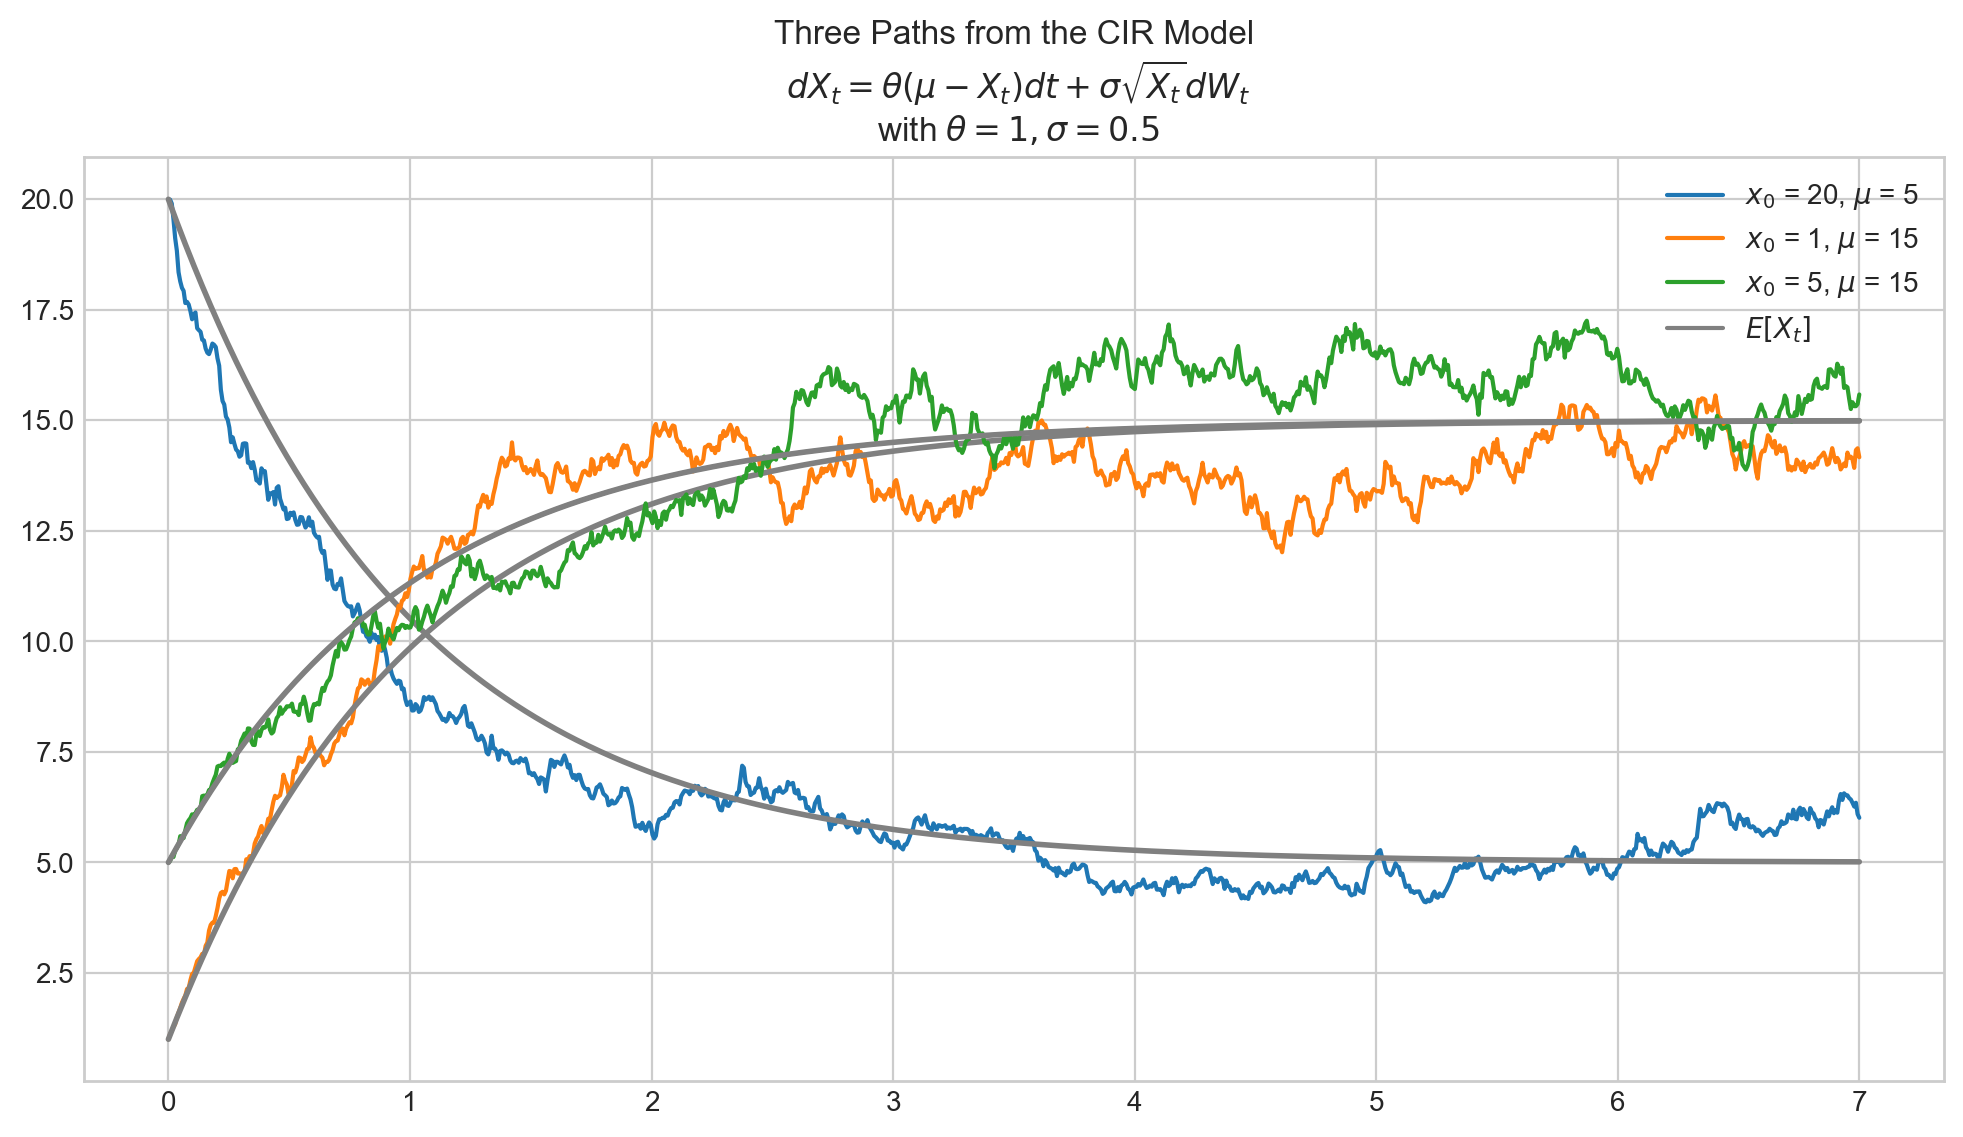 Three Paths from the CIR Model
dX_t = θ(μ − X_t)dt + σ√X_t dW_t
with θ = 1, σ = 0.5
x_0 = 20, μ = 5
x_0 = 1, μ = 15
x_0 = 5, μ = 15
E[X_t]
20.0
17.5
15.0
12.5
10.0
7.5
5.0
2.5
0 1 2 3 4 5 6 7